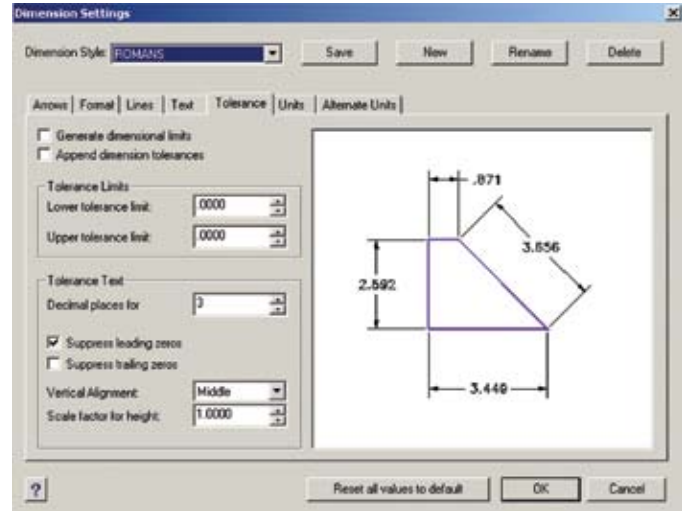 Dimension Settings
Dimension Style: ROMANS Save New Rename Delete
Arrows Format Lines Text Tolerance Units Alternate Units
Generate dimensional limits
Append dimension tolerances
Tolerance Limits
Lower tolerance limit: .0000
Upper tolerance limit: .0000
Tolerance Text
Decimal places for 3
Suppress leading zeros
Suppress trailing zeros
Vertical Alignment: Middle
Scale factor for height: 1.0000
.871
3.656
2.592
3.449
? Reset all values to default OK Cancel